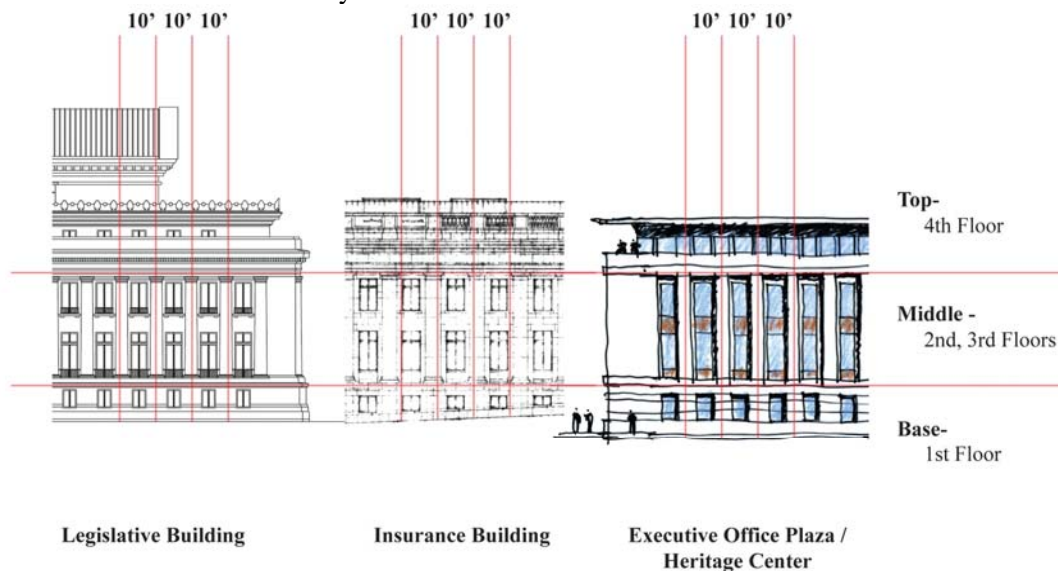 10’ 10’ 10’
10’ 10’ 10’
10’ 10’ 10’
Top-
4th Floor
Middle -
2nd, 3rd Floors
Base-
1st Floor
Legislative Building
Insurance Building
Executive Office Plaza /
Heritage Center